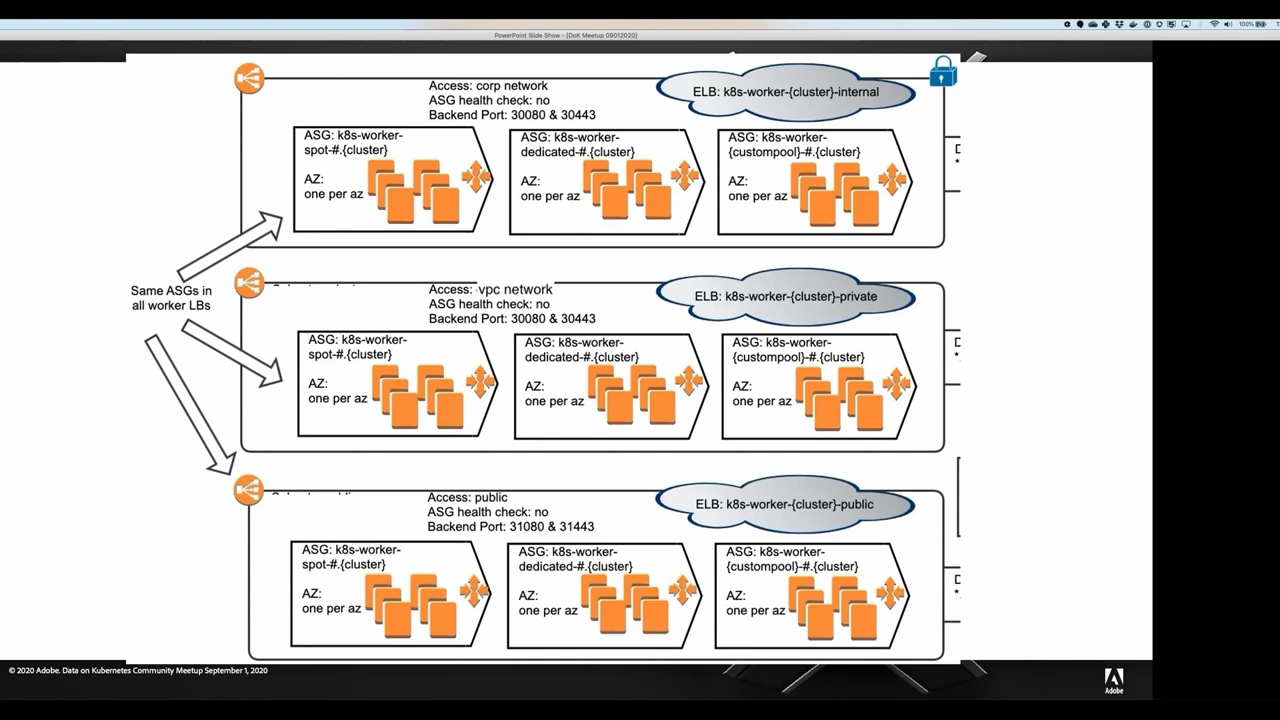 100%
PowerPoint Slide Show - [DoK Meetup 09012020]
Access: corp network
ASG health check: no
Backend Port: 30080 & 30443
ELB: k8s-worker-{cluster}-internal
ASG: k8s-worker-
spot-#.{cluster}
AZ:
one per az
ASG: k8s-worker-
dedicated-#.{cluster}
AZ:
one per az
ASG: k8s-worker-
{custompool}-#.{cluster}
AZ:
one per az
Same ASGs in
all worker LBs
Access: vpc network
ASG health check: no
Backend Port: 30080 & 30443
ELB: k8s-worker-{cluster}-private
ASG: k8s-worker-
spot-#.{cluster}
AZ:
one per az
ASG: k8s-worker-
dedicated-#.{cluster}
AZ:
one per az
ASG: k8s-worker-
{custompool}-#.{cluster}
AZ:
one per az
Access: public
ASG health check: no
Backend Port: 31080 & 31443
ELB: k8s-worker-{cluster}-public
ASG: k8s-worker-
spot-#.{cluster}
AZ:
one per az
ASG: k8s-worker-
dedicated-#.{cluster}
AZ:
one per az
ASG: k8s-worker-
{custompool}-#.{cluster}
AZ:
one per az
© 2020 Adobe. Data on Kubernetes Community Meetup September 1, 2020
Adobe